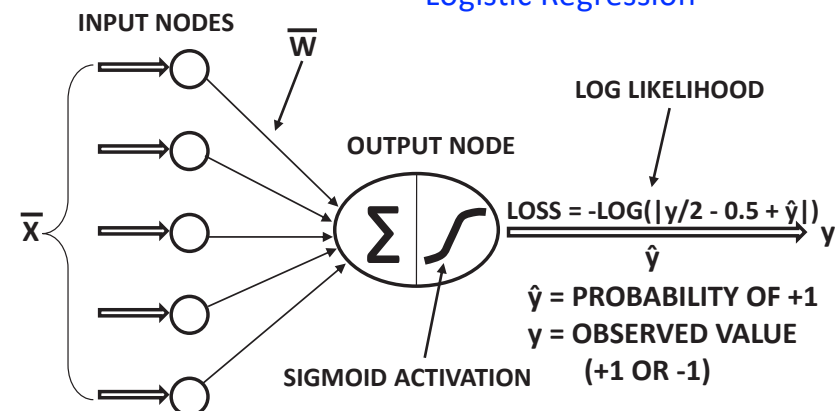 Logistic Regression
INPUT NODES
W
LOG LIKELIHOOD
OUTPUT NODE
X
∑
LOSS = -LOG(|y/2 - 0.5 + ŷ|)
y
ŷ
ŷ = PROBABILITY OF +1
y = OBSERVED VALUE
(+1 OR -1)
SIGMOID ACTIVATION